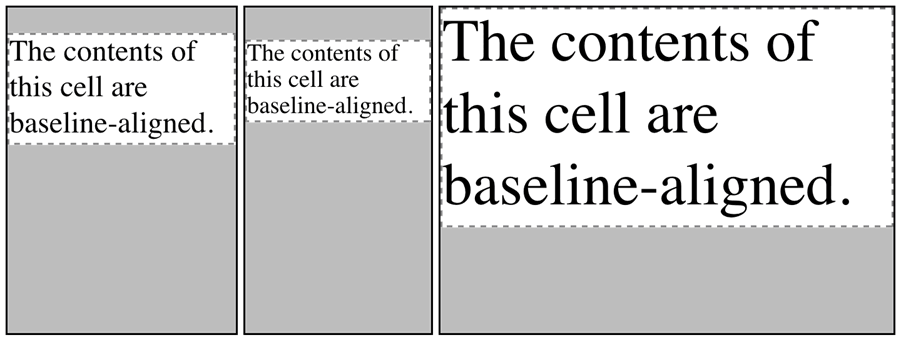 The contents of
this cell are
baseline-aligned.
The contents of
this cell are
baseline-aligned.
The contents of
this cell are
baseline-aligned.